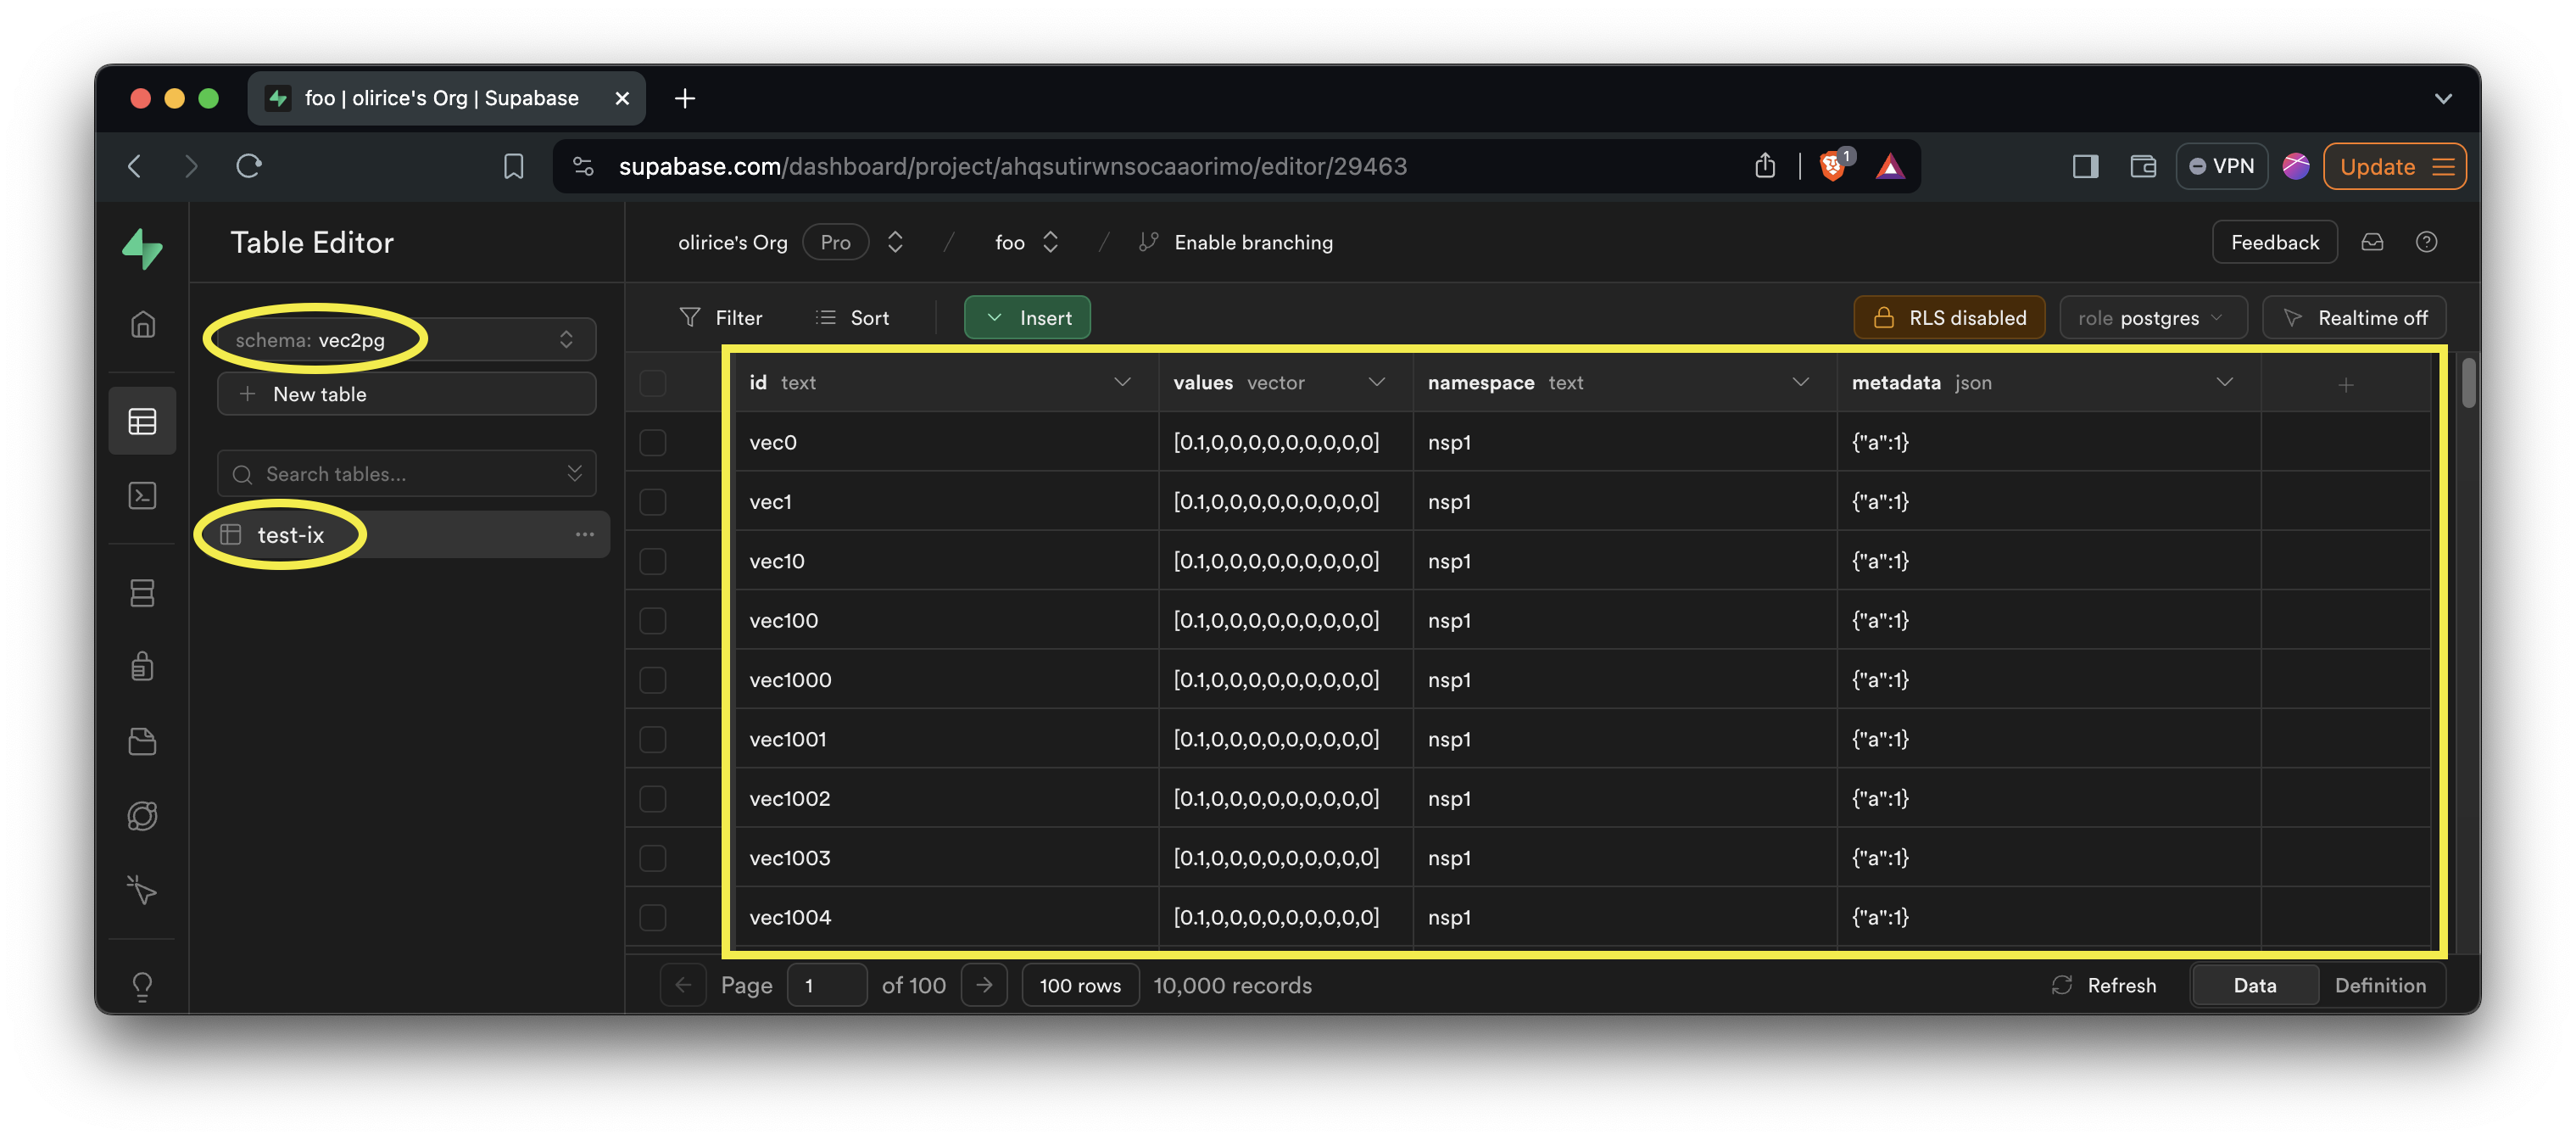 foo | olirice's Org | Supabase
supabase.com/dashboard/project/ahqsutirwnsocaaorimo/editor/29463
1
VPN
Update
Table Editor
olirice's Org Pro / foo / Enable branching
Feedback
schema: vec2pg
New table
Search tables...
test-ix
Filter Sort Insert
RLS disabled role postgres Realtime off
id text values vector namespace text metadata json
vec0 [0.1,0,0,0,0,0,0,0,0,0] nsp1 {"a":1}
vec1 [0.1,0,0,0,0,0,0,0,0,0] nsp1 {"a":1}
vec10 [0.1,0,0,0,0,0,0,0,0,0] nsp1 {"a":1}
vec100 [0.1,0,0,0,0,0,0,0,0,0] nsp1 {"a":1}
vec1000 [0.1,0,0,0,0,0,0,0,0,0] nsp1 {"a":1}
vec1001 [0.1,0,0,0,0,0,0,0,0,0] nsp1 {"a":1}
vec1002 [0.1,0,0,0,0,0,0,0,0,0] nsp1 {"a":1}
vec1003 [0.1,0,0,0,0,0,0,0,0,0] nsp1 {"a":1}
vec1004 [0.1,0,0,0,0,0,0,0,0,0] nsp1 {"a":1}
Page 1 of 100 100 rows 10,000 records
Refresh Data Definition